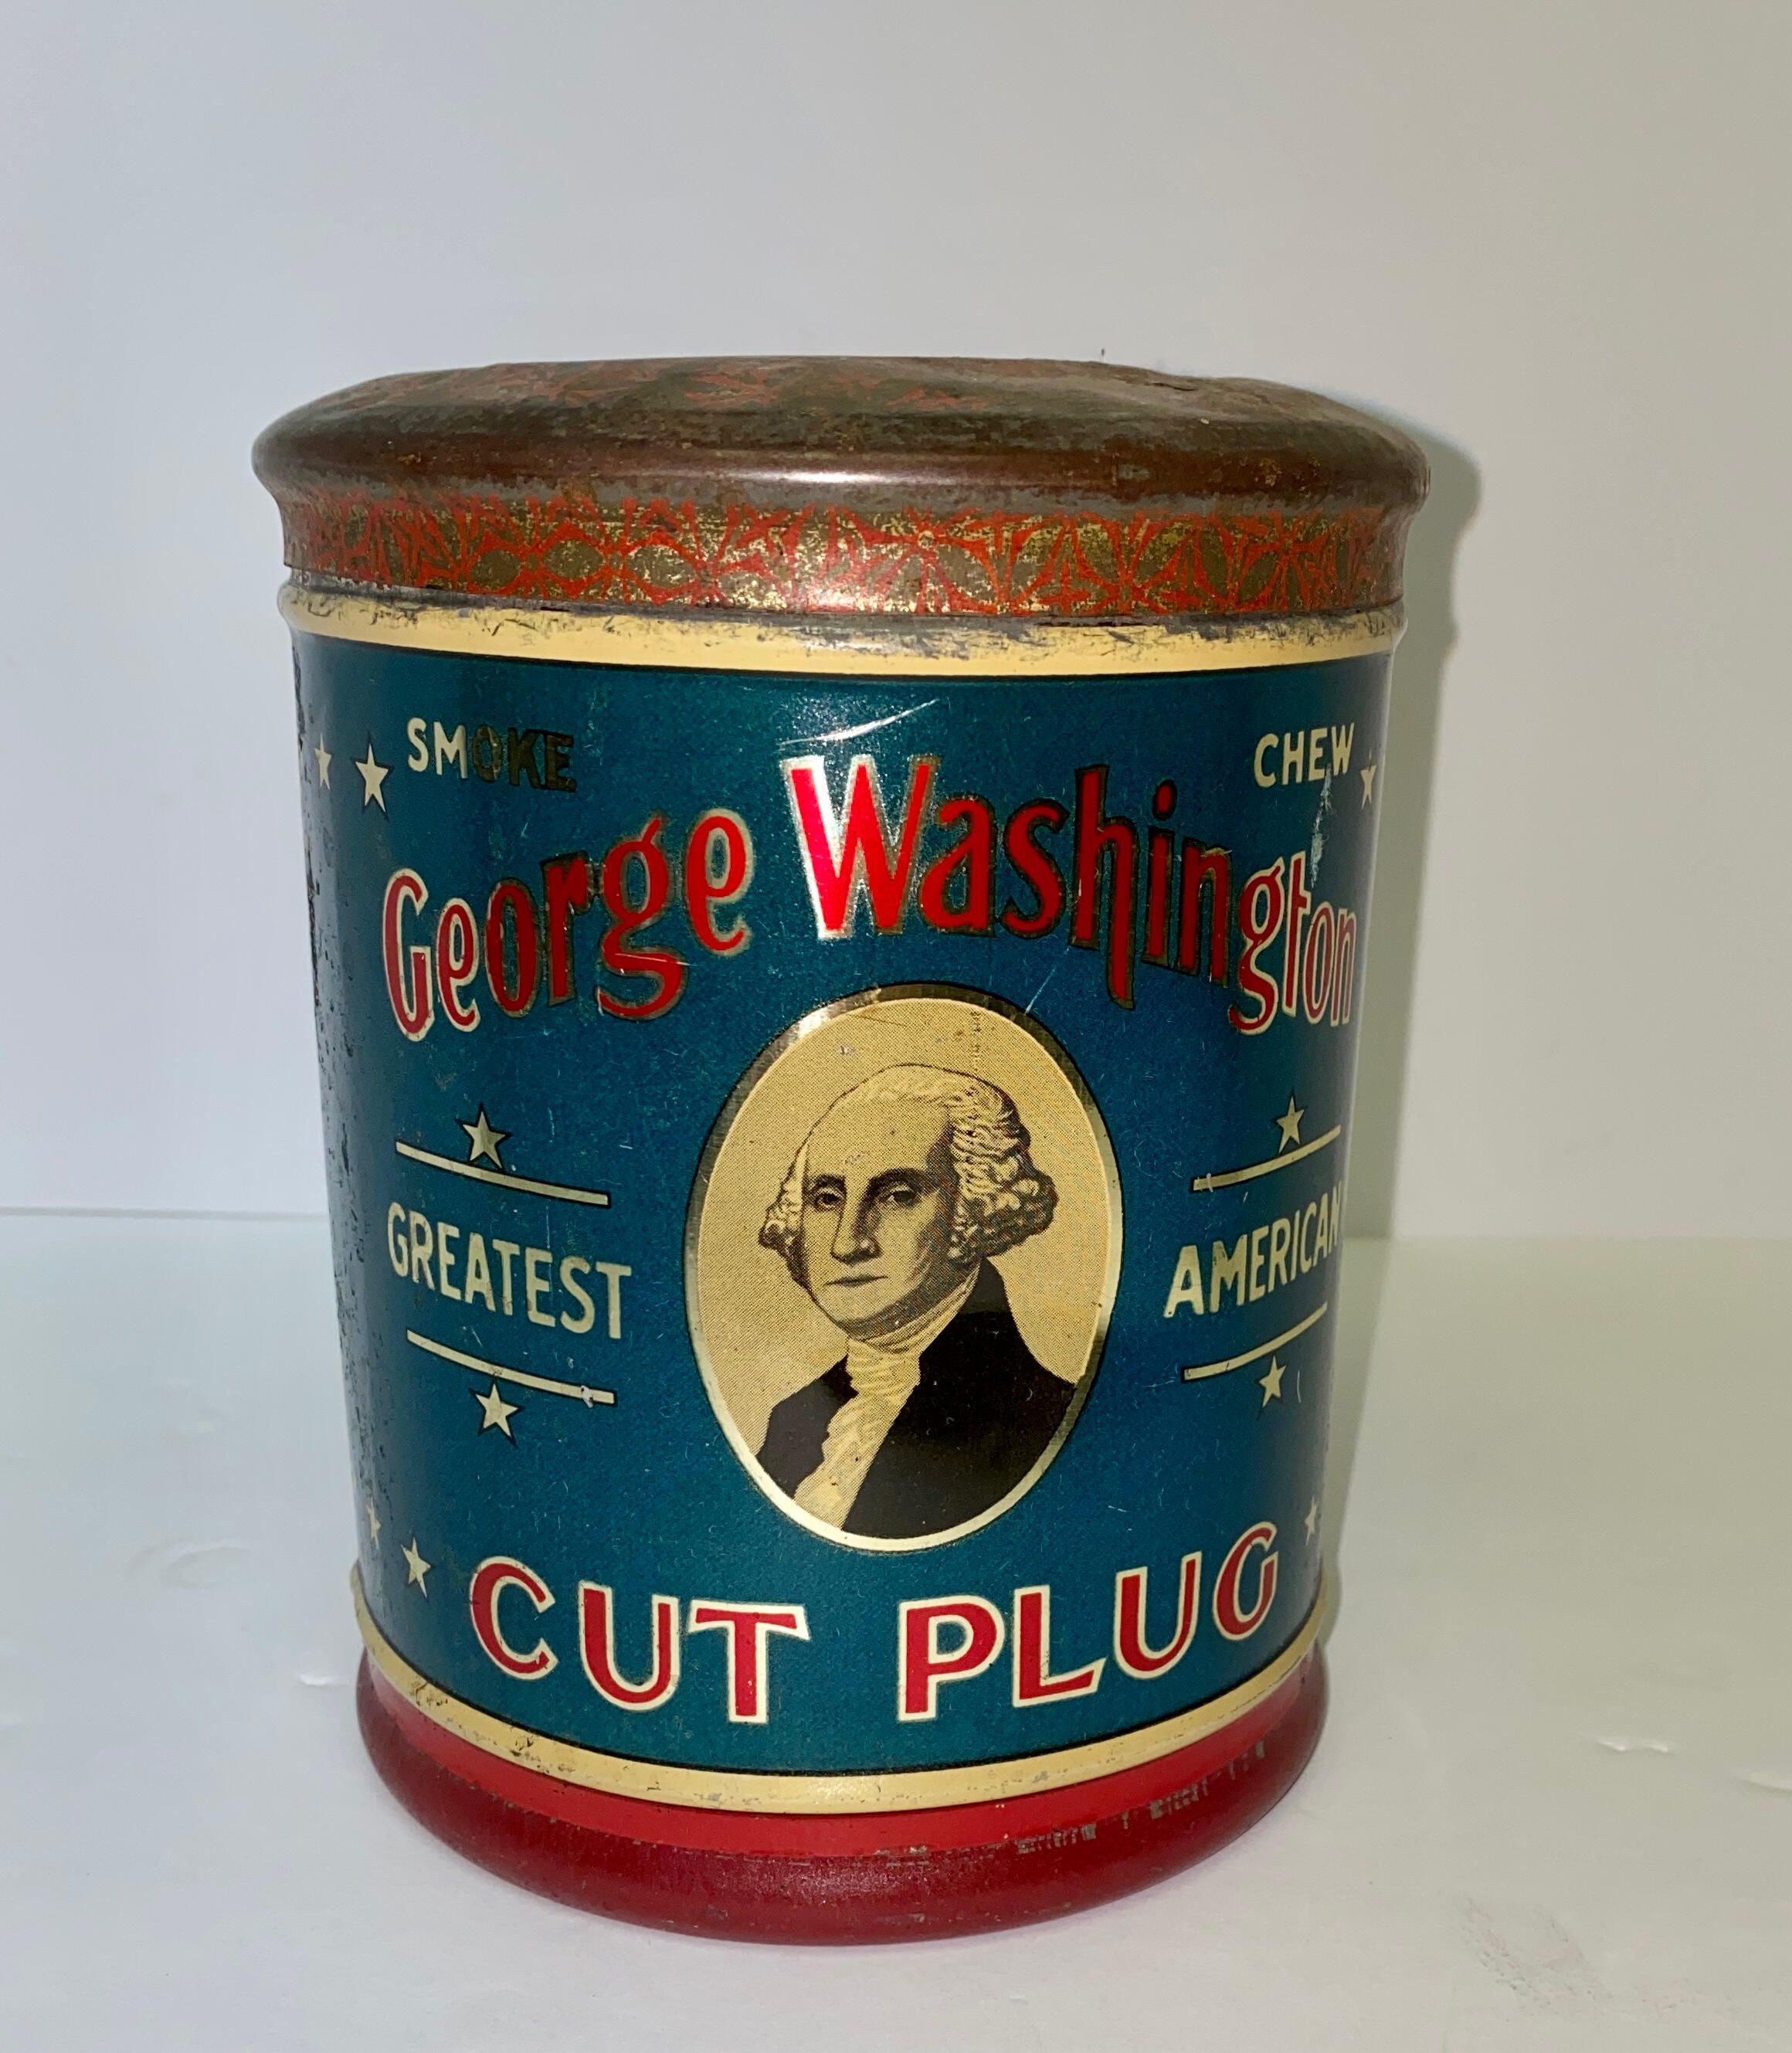 SMOKE CHEW
George Washington
GREATEST AMERICAN
CUT PLUG